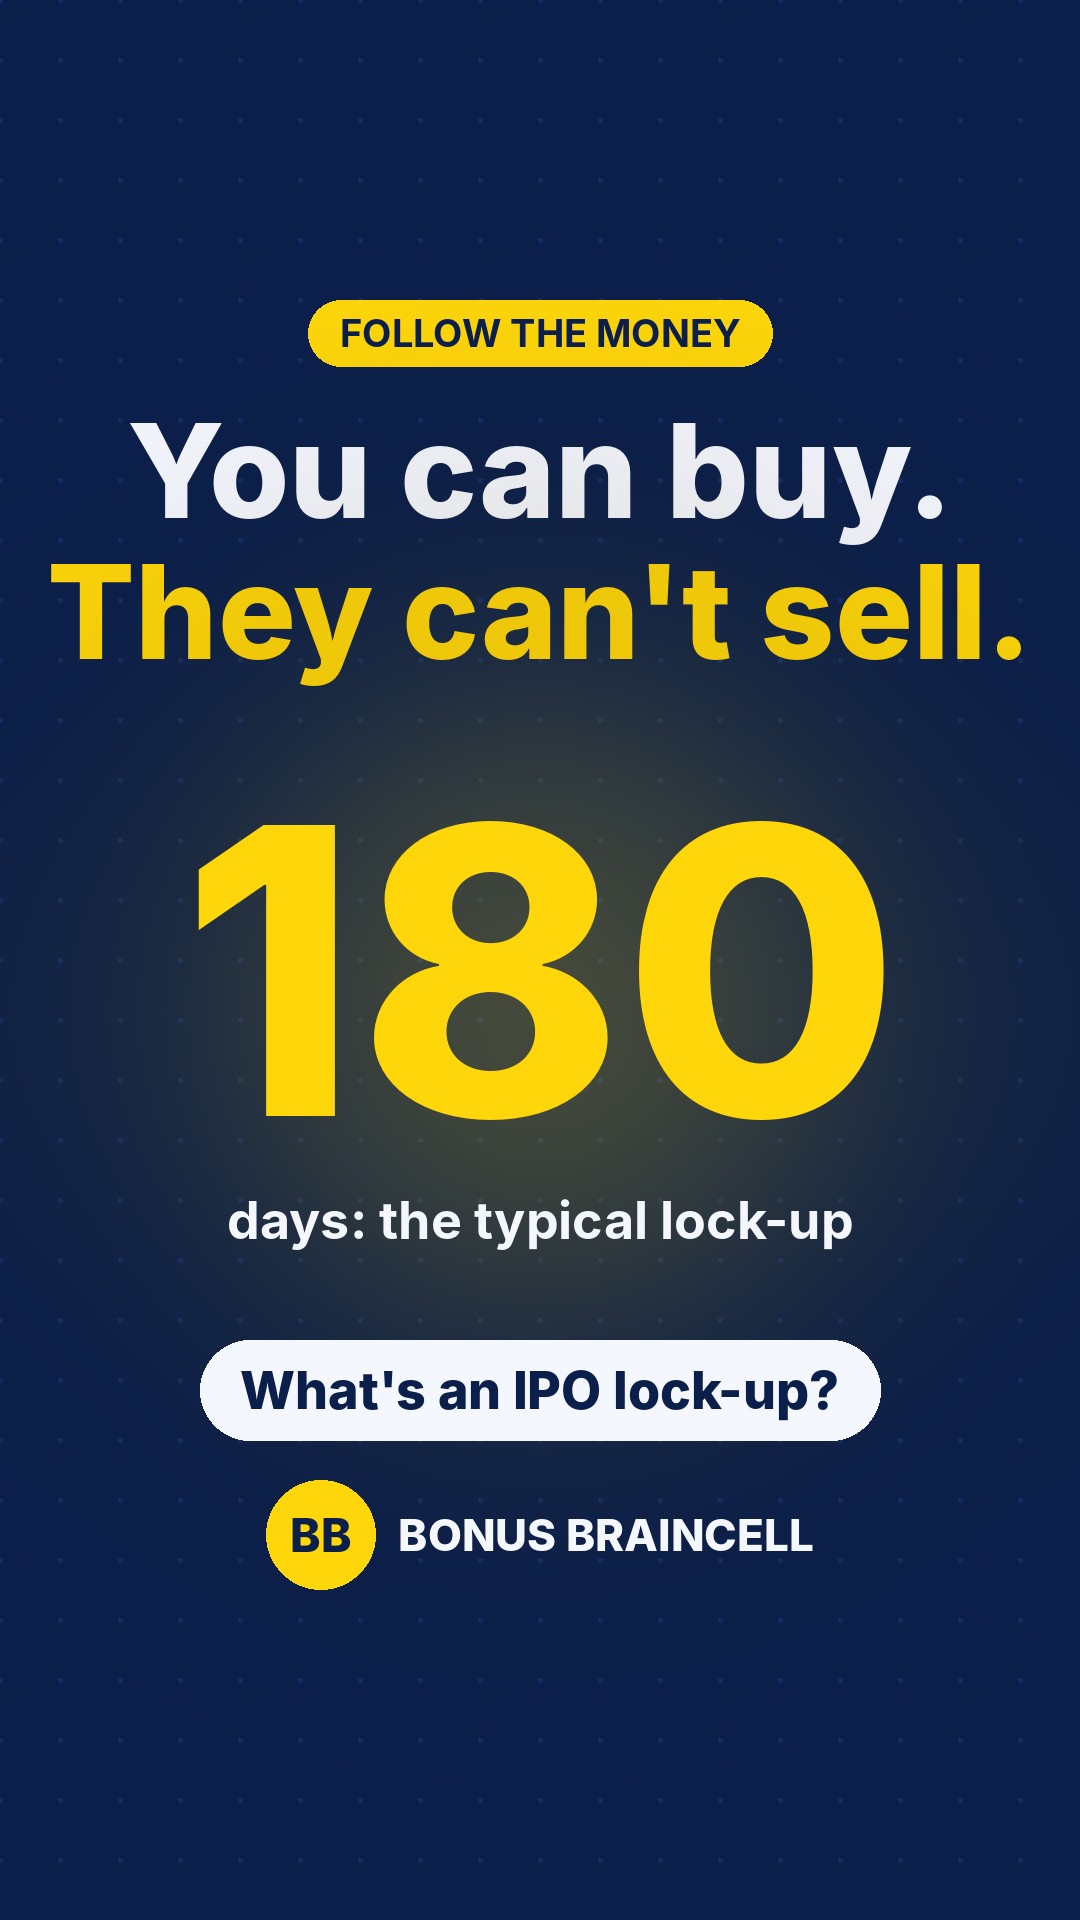 FOLLOW THE MONEY
You can buy.
They can't sell.
180
days: the typical lock-up
What's an IPO lock-up?
BB BONUS BRAINCELL